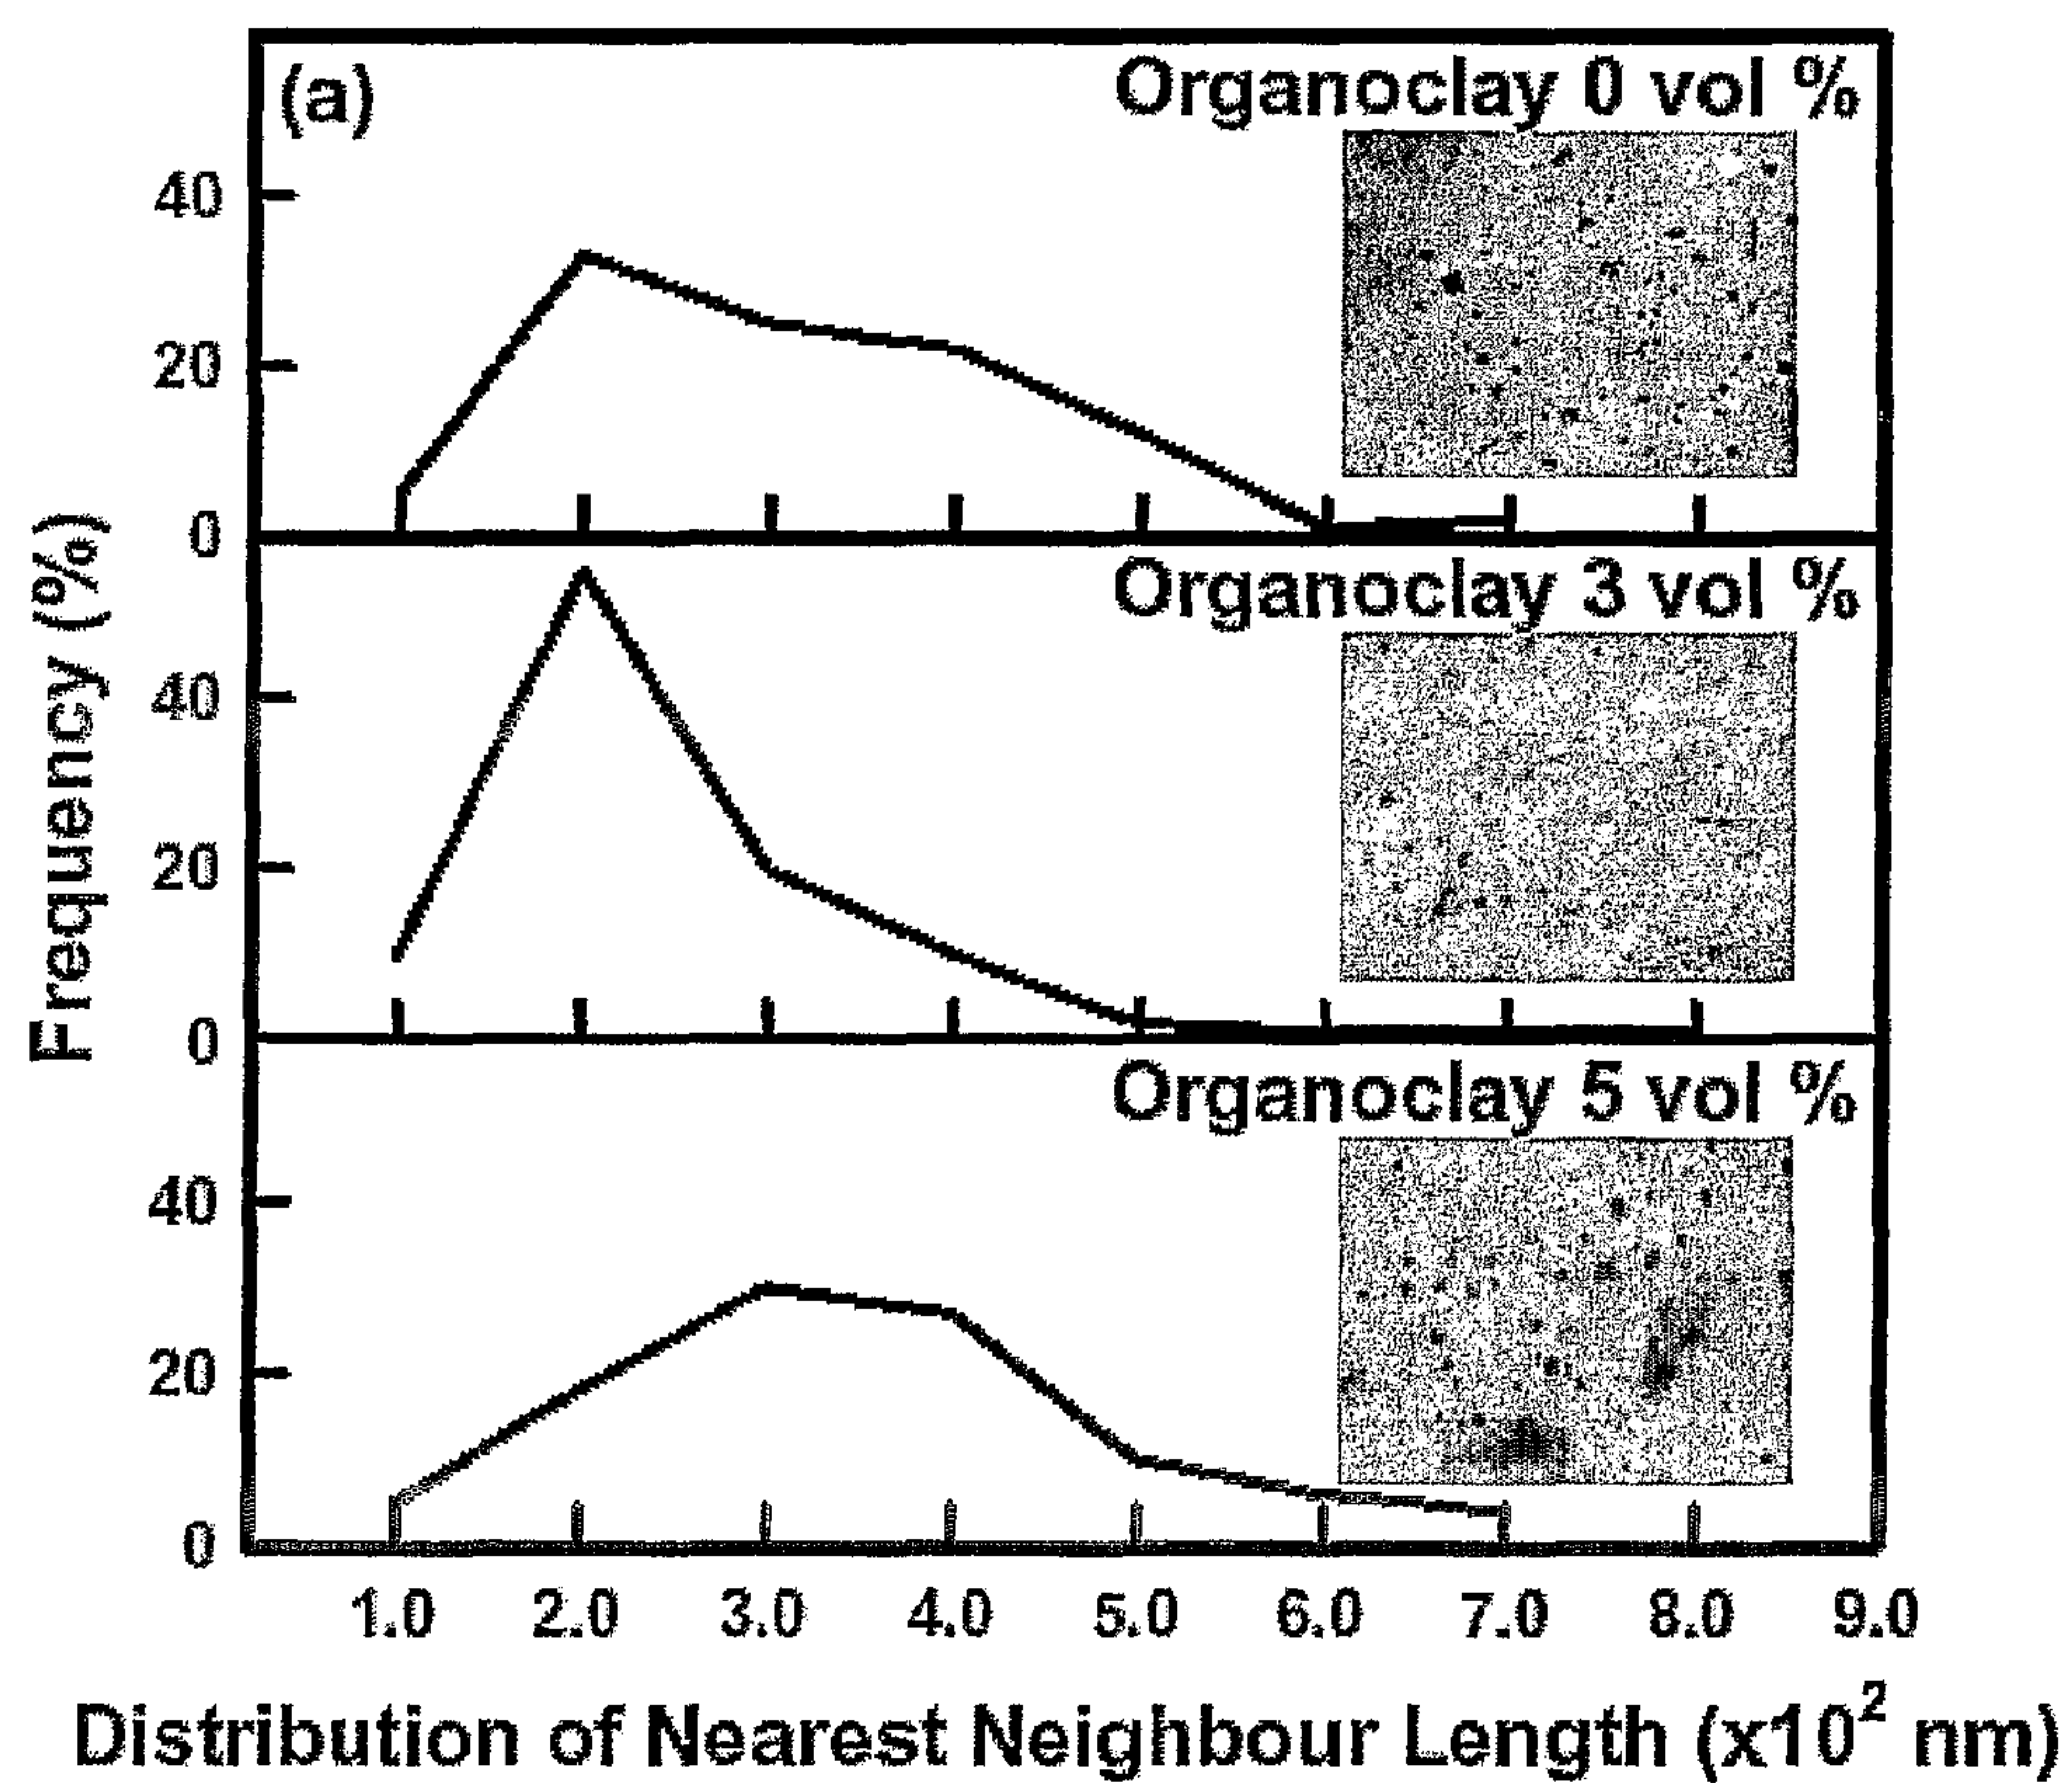 (a)
Organoclay 0 vol %
40
20
0
Organoclay 3 vol %
40
20
0
Organoclay 5 vol %
40
20
0
Frequency (%)
1.0 2.0 3.0 4.0 5.0 6.0 7.0 8.0 9.0
Distribution of Nearest Neighbour Length (x10² nm)